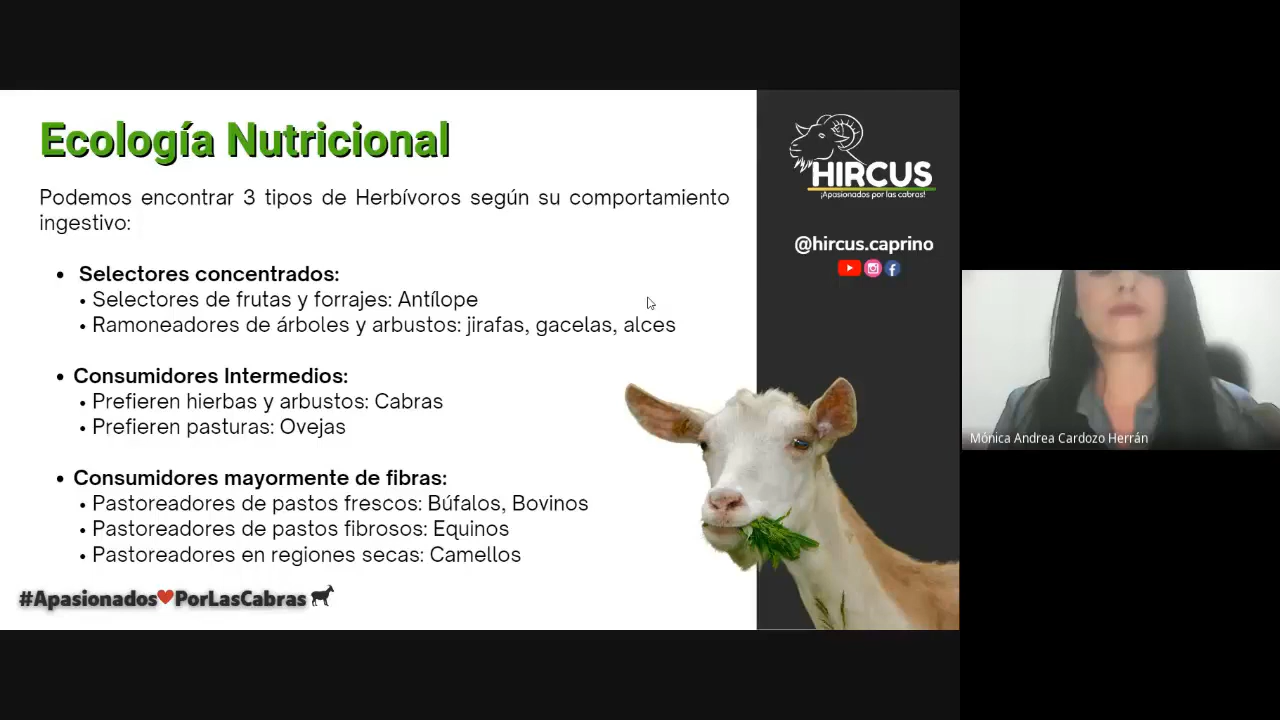 Ecología Nutricional
Podemos encontrar 3 tipos de Herbívoros según su comportamiento
ingestivo:
• Selectores concentrados:
• Selectores de frutas y forrajes: Antílope
• Ramoneadores de árboles y arbustos: jirafas, gacelas, alces
• Consumidores Intermedios:
• Prefieren hierbas y arbustos: Cabras
• Prefieren pasturas: Ovejas
• Consumidores mayormente de fibras:
• Pastoreadores de pastos frescos: Búfalos, Bovinos
• Pastoreadores de pastos fibrosos: Equinos
• Pastoreadores en regiones secas: Camellos
#Apasionados❤PorLasCabras
HIRCUS
¡Apasionados por las cabras!
@hircus.caprino
Mónica Andrea Cardozo Herrán